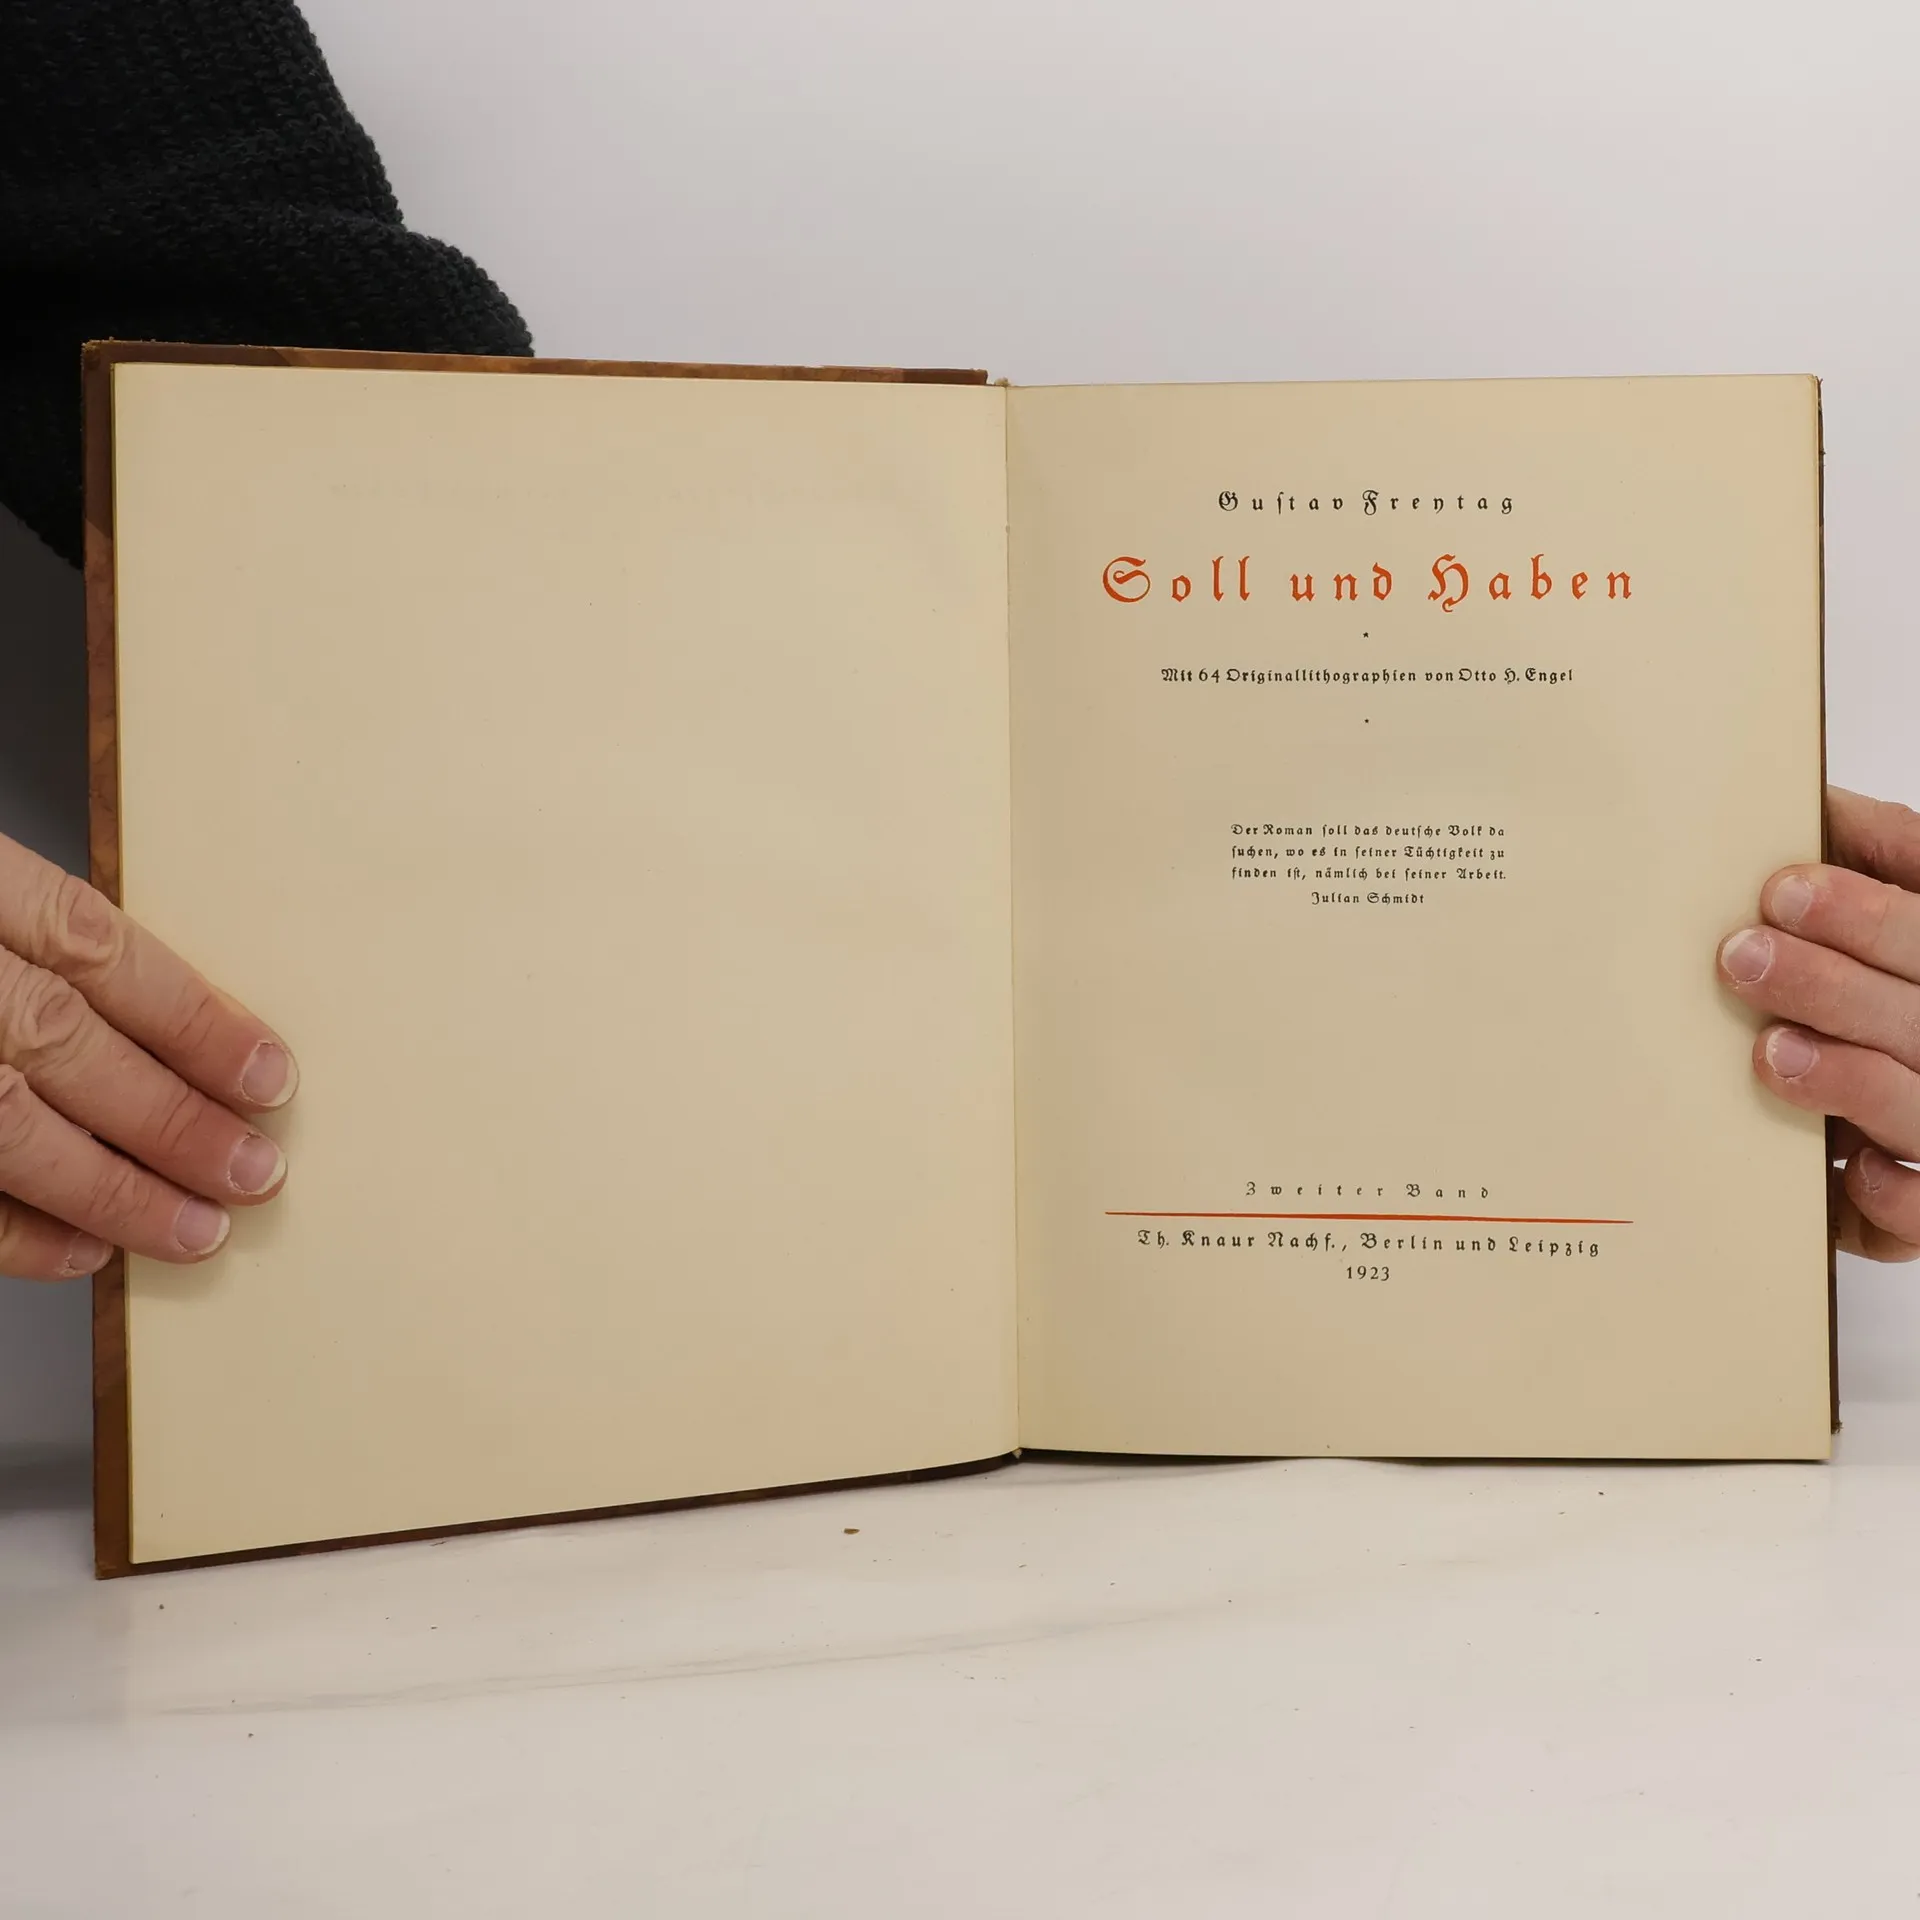 Guſtav Freytag
Soll und Haben
*
Mit 64 Originallithographien von Otto H. Engel
Der Roman ſoll das deutſche Volk da
ſuchen, wo es in ſeiner Tüchtigkeit zu
finden iſt, nämlich bei ſeiner Arbeit.
Julian Schmidt
Zweiter Band
Th. Knaur Nachf., Berlin und Leipzig
1923